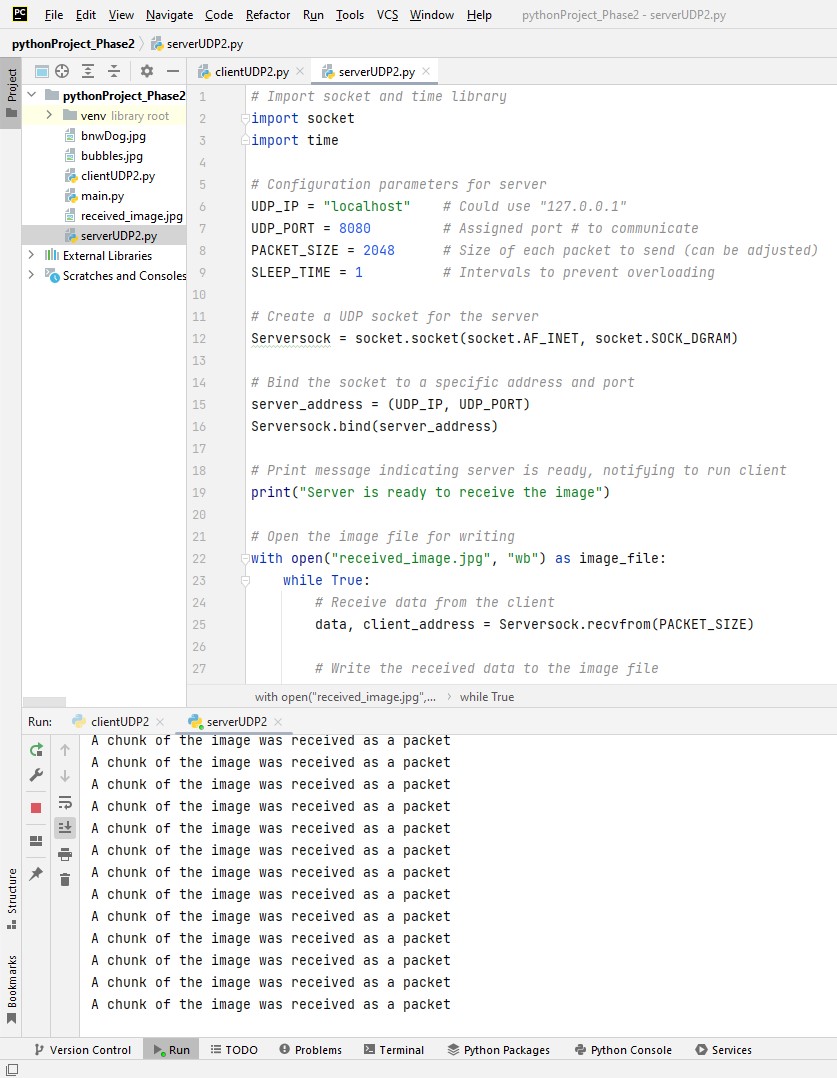 PC File Edit View Navigate Code Refactor Run Tools VCS Window Help pythonProject_Phase2 - serverUDP2.py
pythonProject_Phase2 serverUDP2.py
Project
pythonProject_Phase2
venv library root
bnwDog.jpg
bubbles.jpg
clientUDP2.py
main.py
received_image.jpg
serverUDP2.py
External Libraries
Scratches and Consoles
clientUDP2.py serverUDP2.py
1 # Import socket and time library
2 import socket
3 import time
4
5 # Configuration parameters for server
6 UDP_IP = "localhost" # Could use "127.0.0.1"
7 UDP_PORT = 8080 # Assigned port # to communicate
8 PACKET_SIZE = 2048 # Size of each packet to send (can be adjusted)
9 SLEEP_TIME = 1 # Intervals to prevent overloading
10
11 # Create a UDP socket for the server
12 Serversock = socket.socket(socket.AF_INET, socket.SOCK_DGRAM)
13
14 # Bind the socket to a specific address and port
15 server_address = (UDP_IP, UDP_PORT)
16 Serversock.bind(server_address)
17
18 # Print message indicating server is ready, notifying to run client
19 print("Server is ready to receive the image")
20
21 # Open the image file for writing
22 with open("received_image.jpg", "wb") as image_file:
23 while True:
24 # Receive data from the client
25 data, client_address = Serversock.recvfrom(PACKET_SIZE)
26
27 # Write the received data to the image file
with open("received_image.jpg",... while True
Run: clientUDP2 serverUDP2
A chunk of the image was received as a packet
A chunk of the image was received as a packet
A chunk of the image was received as a packet
A chunk of the image was received as a packet
A chunk of the image was received as a packet
A chunk of the image was received as a packet
A chunk of the image was received as a packet
A chunk of the image was received as a packet
A chunk of the image was received as a packet
A chunk of the image was received as a packet
A chunk of the image was received as a packet
A chunk of the image was received as a packet
A chunk of the image was received as a packet
Structure
Bookmarks
Version Control Run TODO Problems Terminal Python Packages Python Console Services